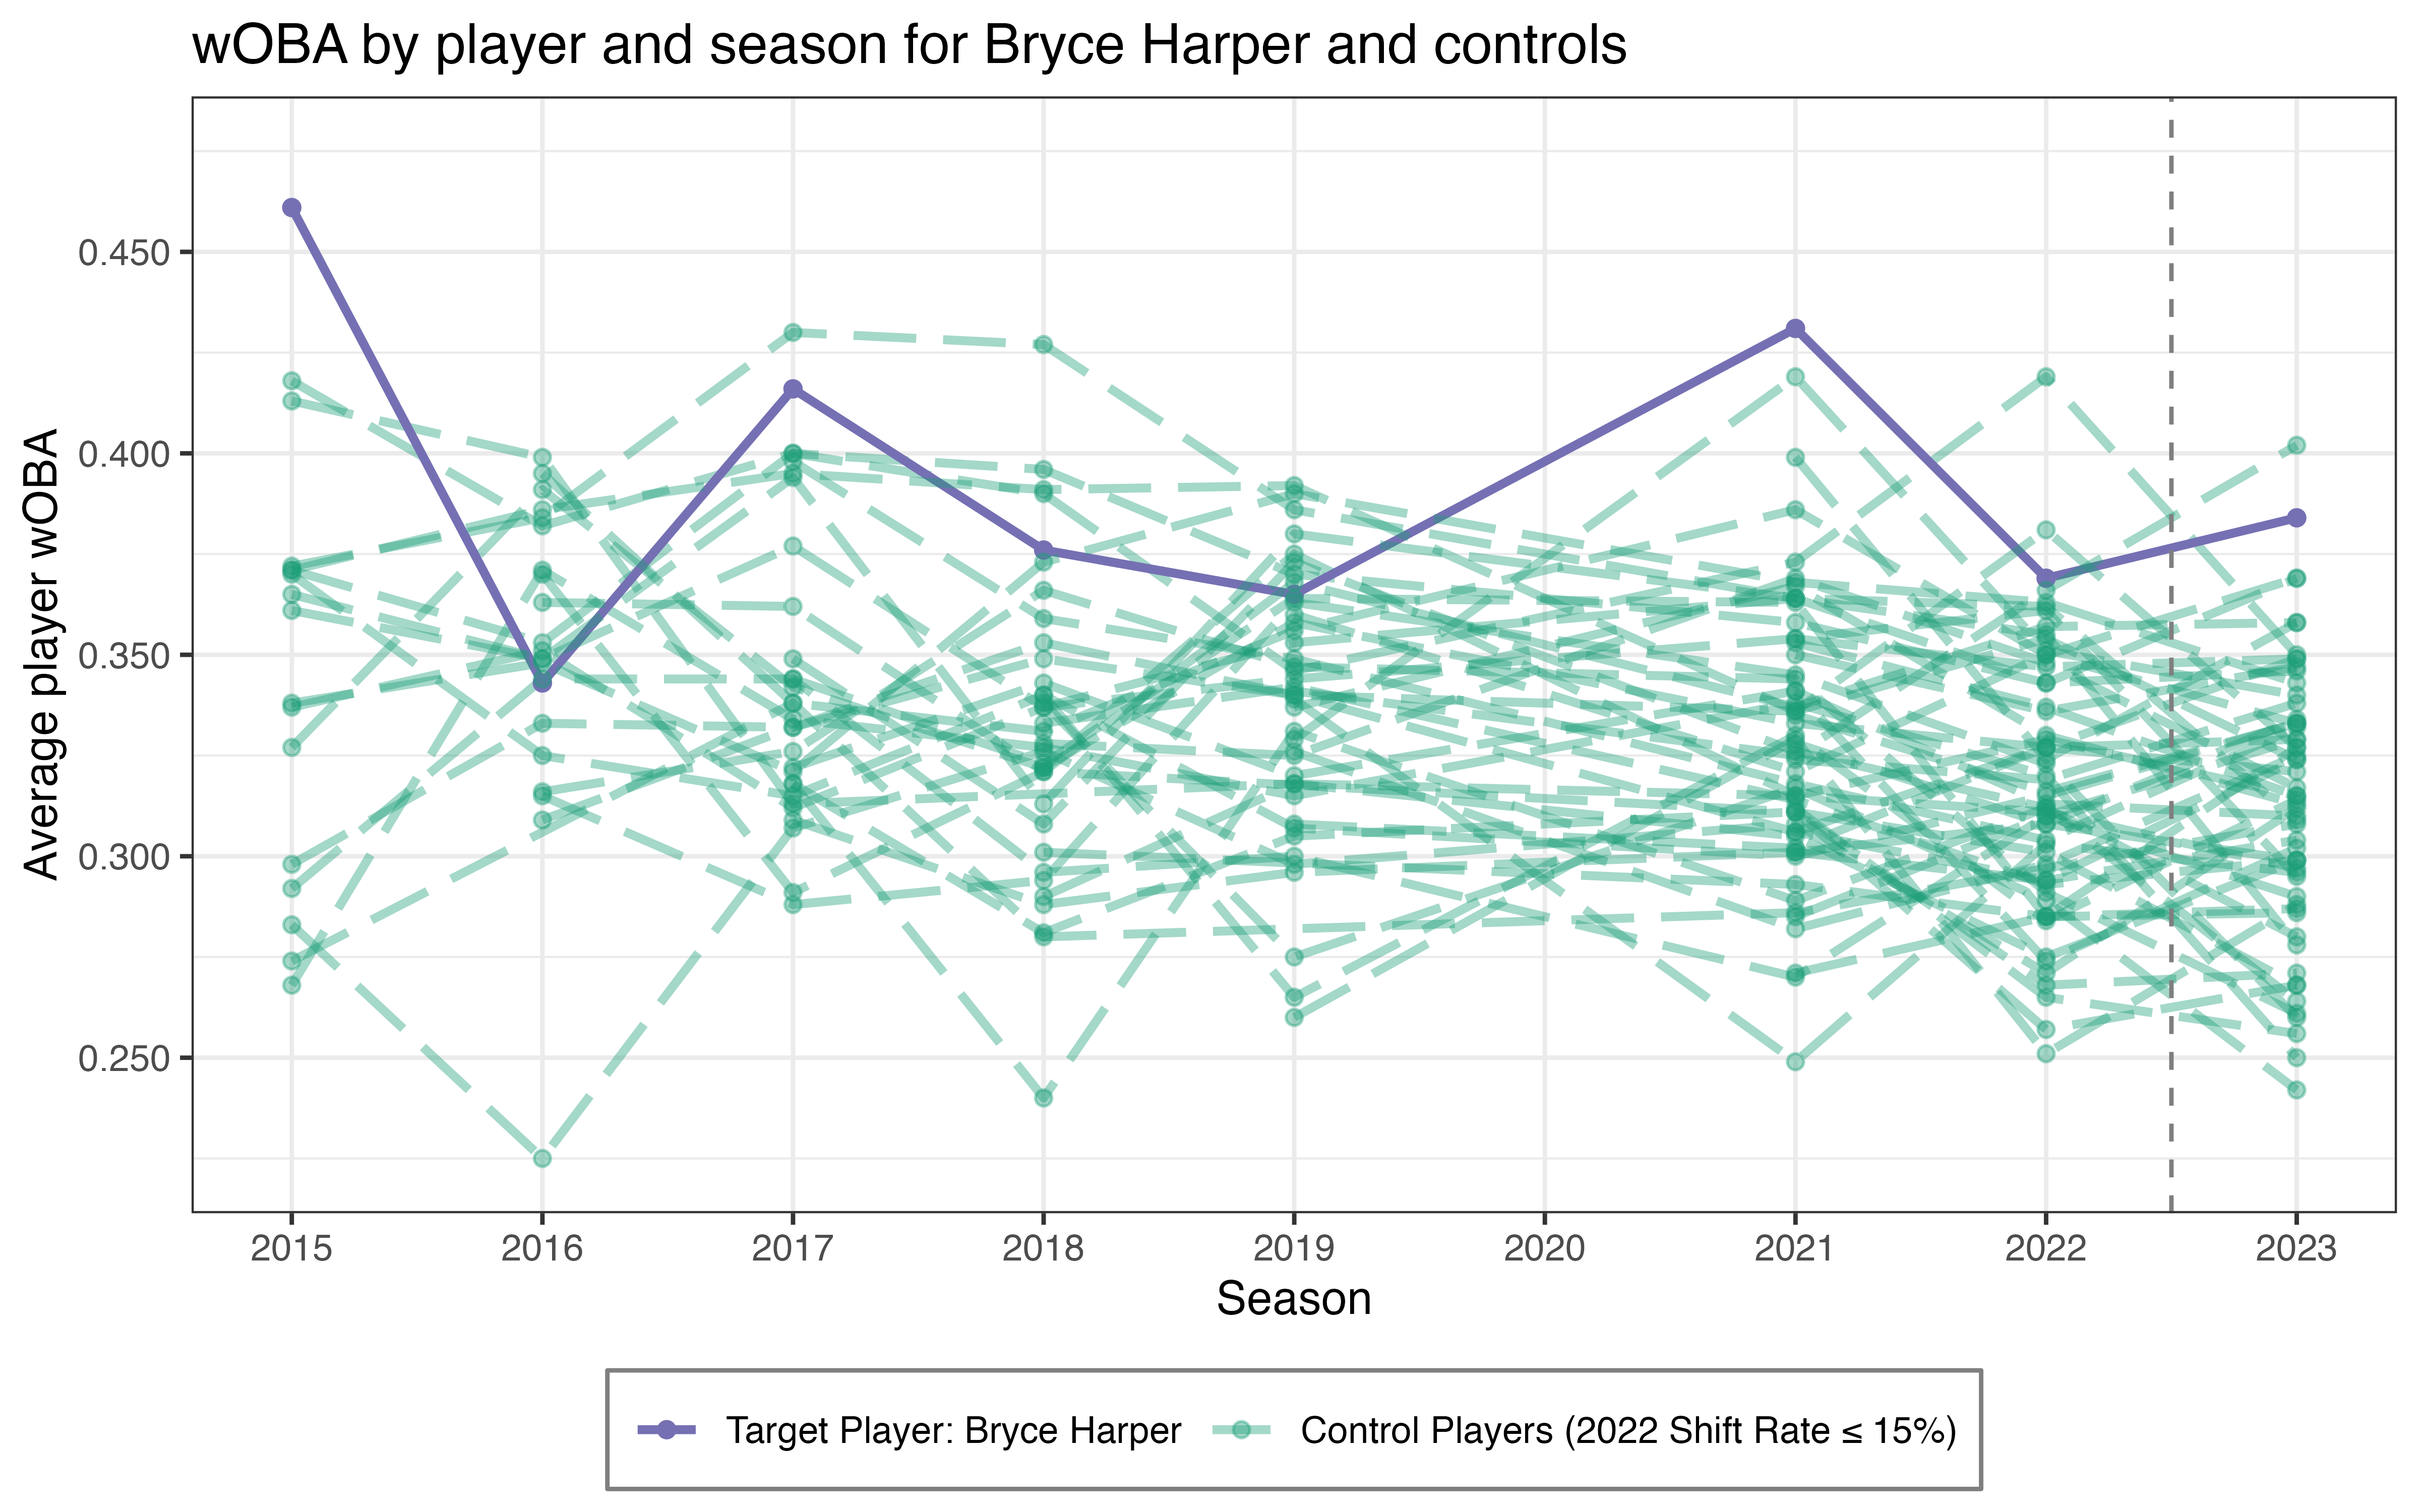 wOBA by player and season for Bryce Harper and controls
Average player wOBA
0.450
0.400
0.350
0.300
0.250
2015 2016 2017 2018 2019 2020 2021 2022 2023
Season
Target Player: Bryce Harper Control Players (2022 Shift Rate ≤ 15%)